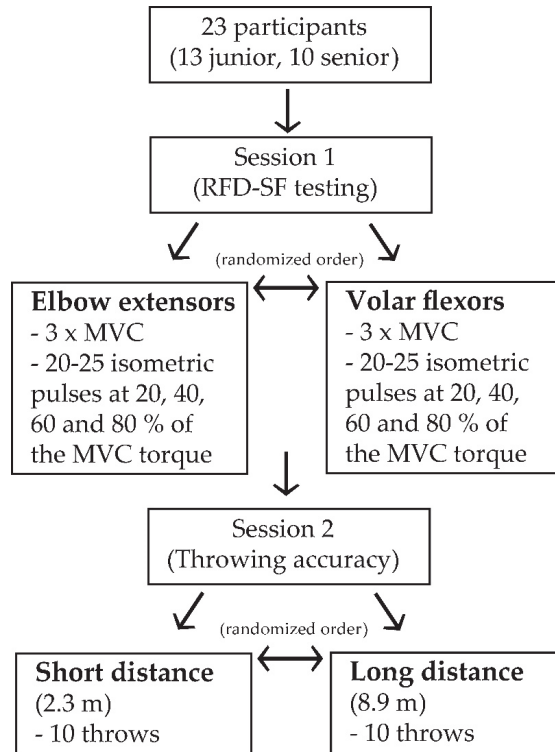 23 participants
(13 junior, 10 senior)
Session 1
(RFD-SF testing)
(randomized order)
Elbow extensors
- 3 x MVC
- 20-25 isometric
pulses at 20, 40,
60 and 80 % of
the MVC torque
Volar flexors
- 3 x MVC
- 20-25 isometric
pulses at 20, 40,
60 and 80 % of
the MVC torque
Session 2
(Throwing accuracy)
(randomized order)
Short distance
(2.3 m)
- 10 throws
Long distance
(8.9 m)
- 10 throws